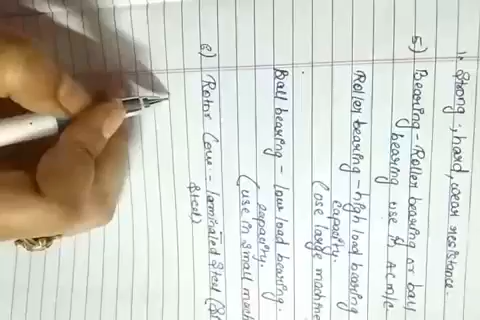 " Strong, hard, wear resistance.
5) Bearing - Roller bearing or ball
bearing use in A.C m/c
Roller bearing - high load bearing
capacity.
(use large machine
Ball bearing - low load bearing.
capacity.
(use in small mach
6) Rotor Core - laminated Steel (S
Steel)